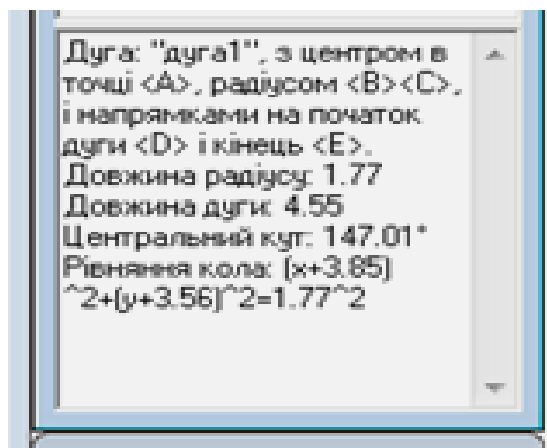 Дуга: "дуга1", з центром в
точці <A>, радіусом <B><C>,
і напрямками на початок
дуги <D> і кінець <E>.
Довжина радіусу: 1.77
Довжина дуги: 4.55
Центральний кут: 147.01°
Рівняння кола: (x+3.85)
^2+(y+3.56)^2=1.77^2